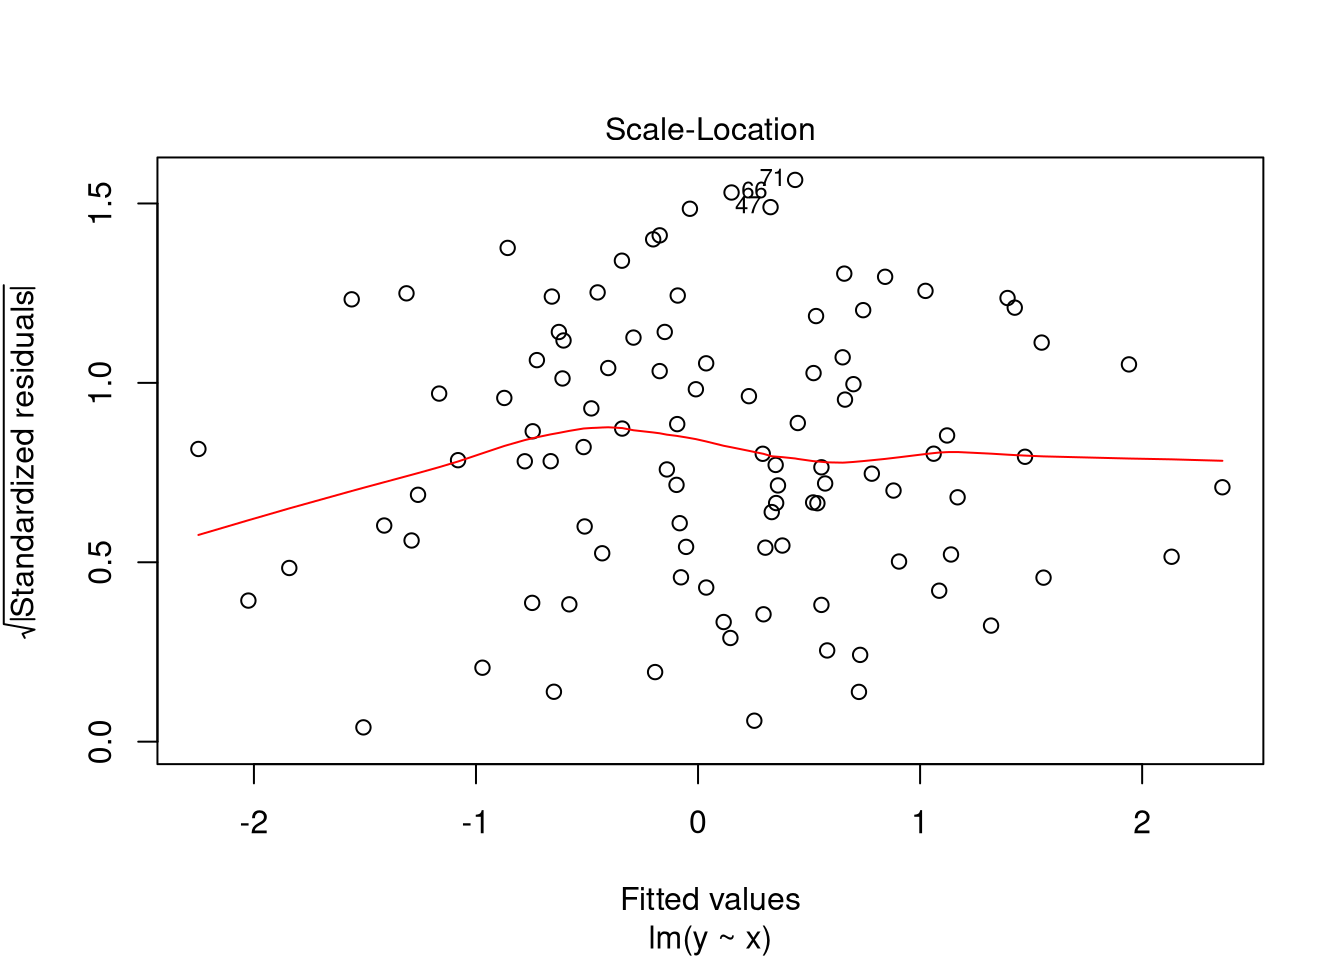 Scale-Location
√|Standardized residuals|
1.5
1.0
0.5
0.0
71
66
47
-2 -1 0 1 2
Fitted values
lm(y ~ x)